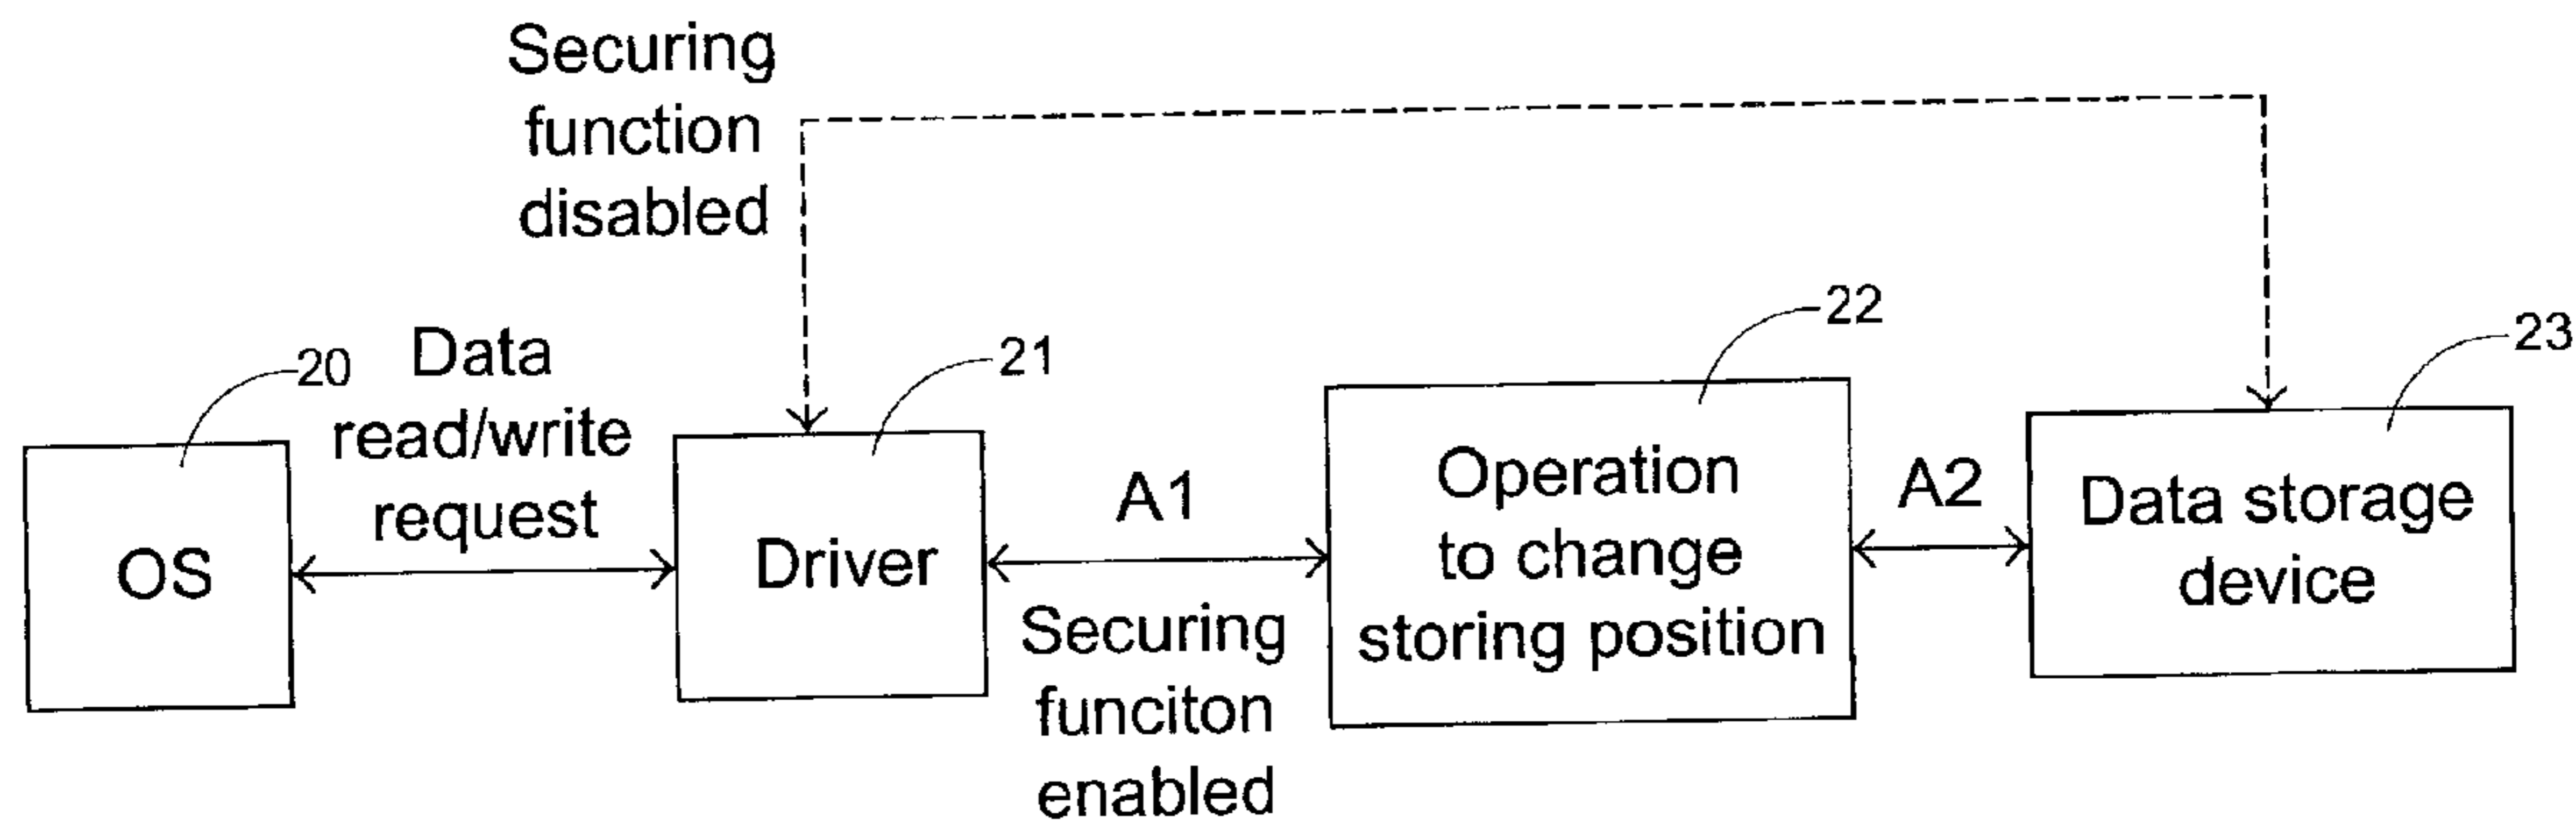 Securing
function
disabled
20
Data
read/write
request
21
22
23
OS
Driver
A1
Securing
funciton
enabled
Operation
to change
storing position
A2
Data storage
device